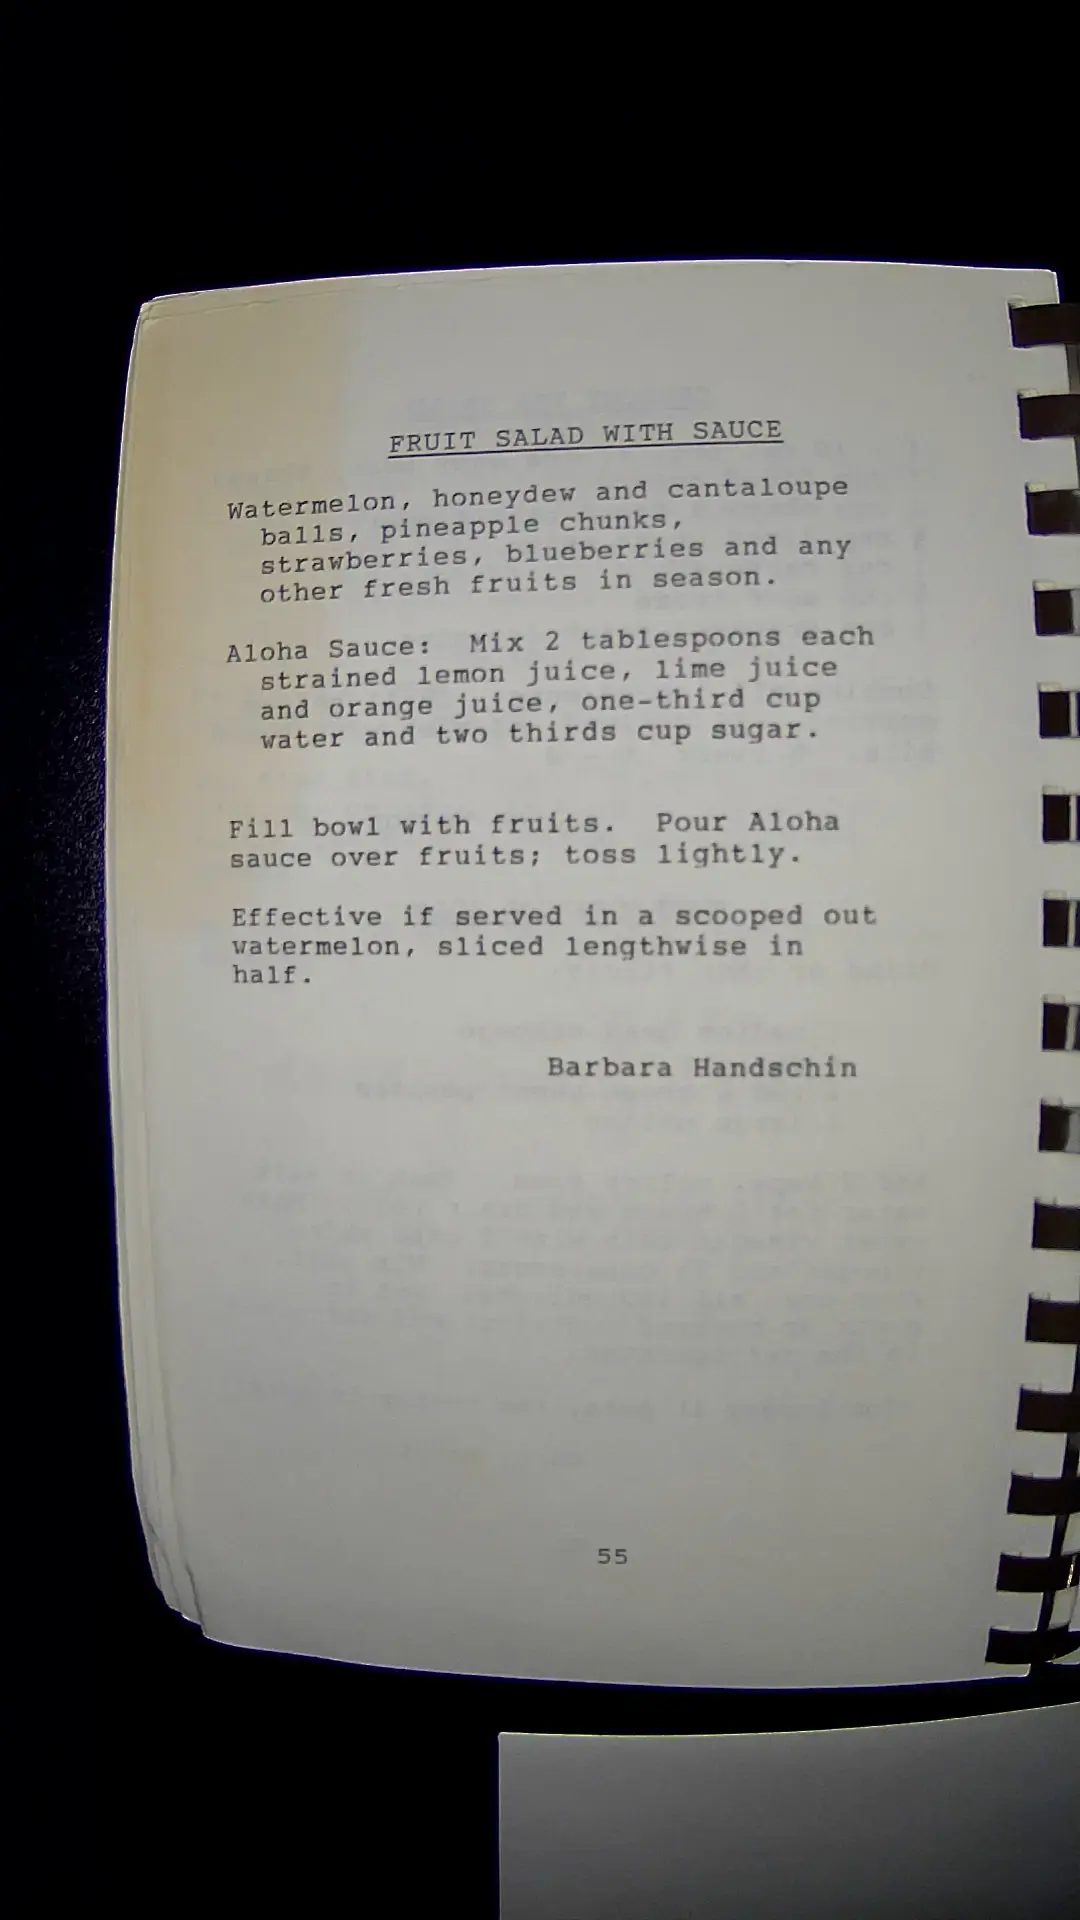 FRUIT SALAD WITH SAUCE
Watermelon, honeydew and cantaloupe
balls, pineapple chunks,
strawberries, blueberries and any
other fresh fruits in season.
Aloha Sauce: Mix 2 tablespoons each
strained lemon juice, lime juice
and orange juice, one-third cup
water and two thirds cup sugar.
Fill bowl with fruits. Pour Aloha
sauce over fruits; toss lightly.
Effective if served in a scooped out
watermelon, sliced lengthwise in
half.
Barbara Handschin
55